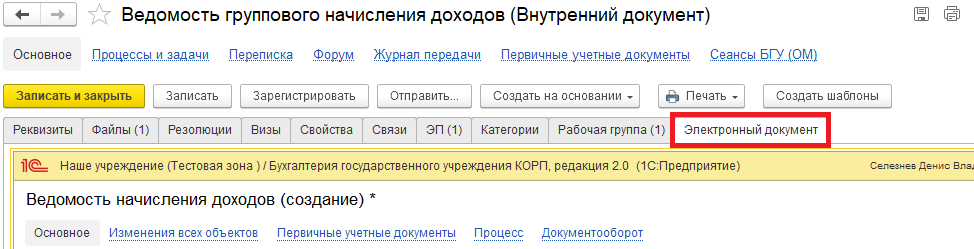 Ведомость группового начисления доходов (Внутренний документ)
Основное Процессы и задачи Переписка Форум Журнал передачи Первичные учетные документы Сеансы БГУ (ОМ)
Записать и закрыть Записать Зарегистрировать Отправить... Создать на основании Печать Создать шаблоны
Реквизиты Файлы (1) Резолюции Визы Свойства Связи ЭП (1) Категории Рабочая группа (1) Электронный документ
1С Наше учреждение (Тестовая зона ) / Бухгалтерия государственного учреждения КОРП, редакция 2.0 (1С:Предприятие) Селезнев Денис Влад
Ведомость начисления доходов (создание) *
Основное Изменения всех объектов Первичные учетные документы Процесс Документооборот